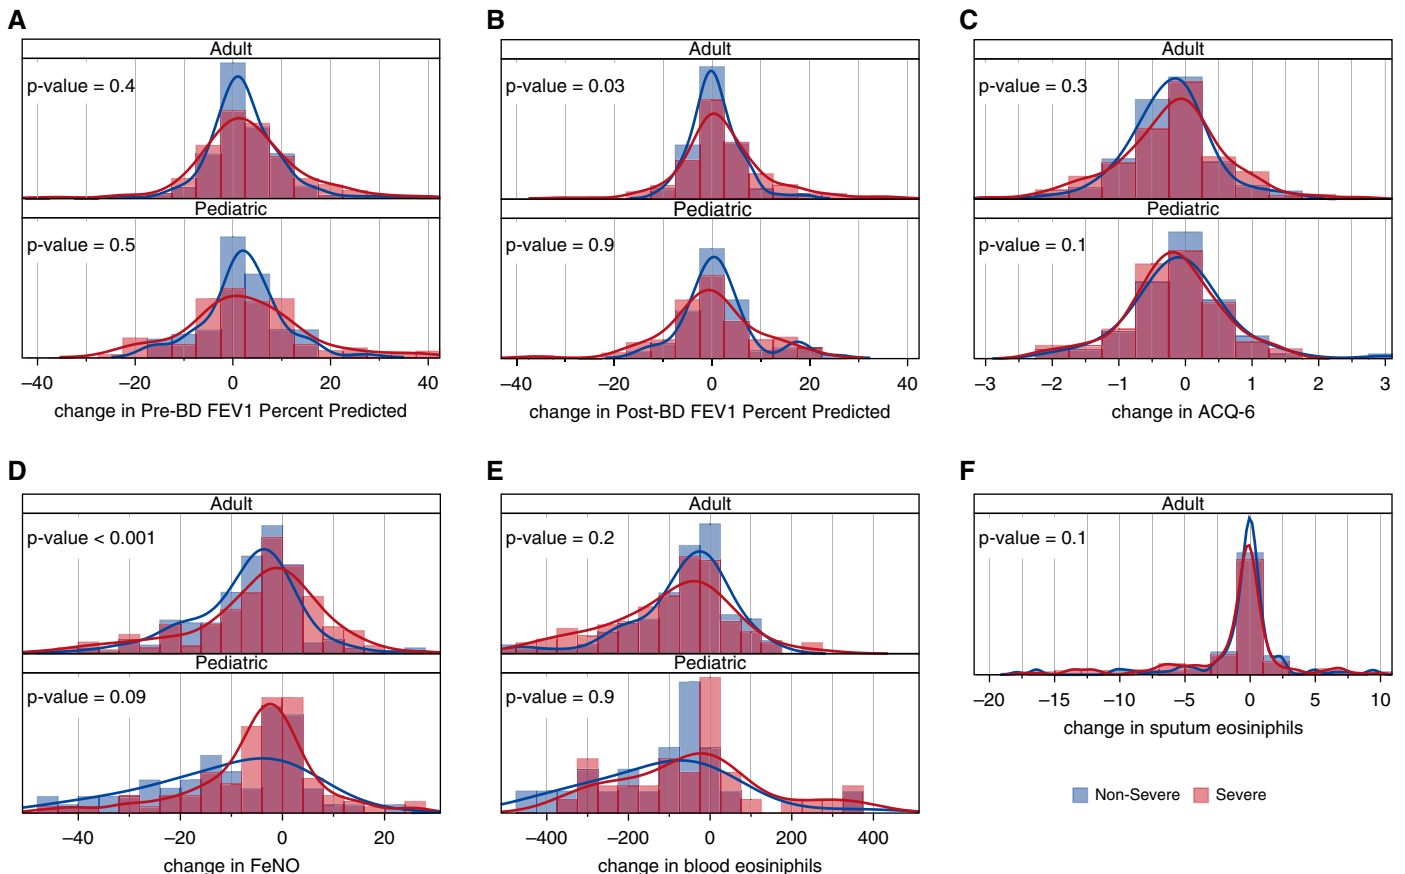 A
Adult
p-value = 0.4
Pediatric
p-value = 0.5
−40 −20 0 20 40
change in Pre-BD FEV1 Percent Predicted
B
Adult
p-value = 0.03
Pediatric
p-value = 0.9
−40 −20 0 20 40
change in Post-BD FEV1 Percent Predicted
C
Adult
p-value = 0.3
Pediatric
p-value = 0.1
−3 −2 −1 0 1 2 3
change in ACQ-6
D
Adult
p-value < 0.001
Pediatric
p-value = 0.09
−40 −20 0 20
change in FeNO
E
Adult
p-value = 0.2
Pediatric
p-value = 0.9
−400 −200 0 200 400
change in blood eosiniphils
F
Adult
p-value = 0.1
−20 −15 −10 −5 0 5 10
change in sputum eosiniphils
Non-Severe Severe